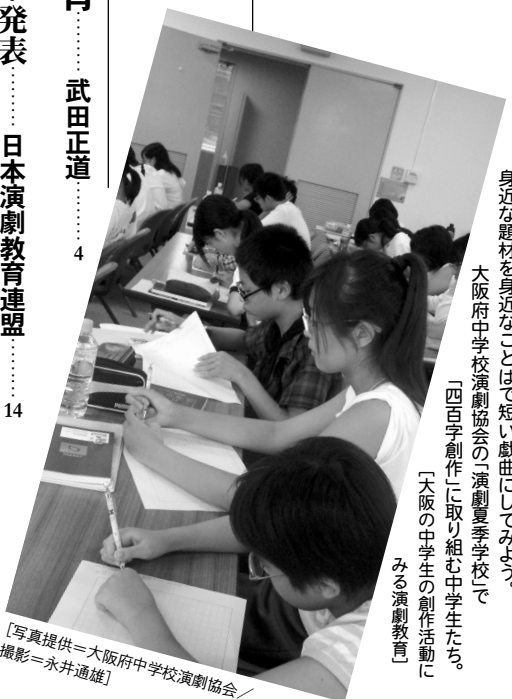 身近な題材を身近なことばで短い戯曲にしてみよう。
大阪府中学校演劇協会の「演劇夏季学校」で
「四百字創作」に取り組む中学生たち。
［大阪の中学生の創作活動に
みる演劇教育］
［写真提供＝大阪府中学校演劇協会／
撮影＝永井通雄］
………武田正道………4
発表………日本演劇教育連盟………14